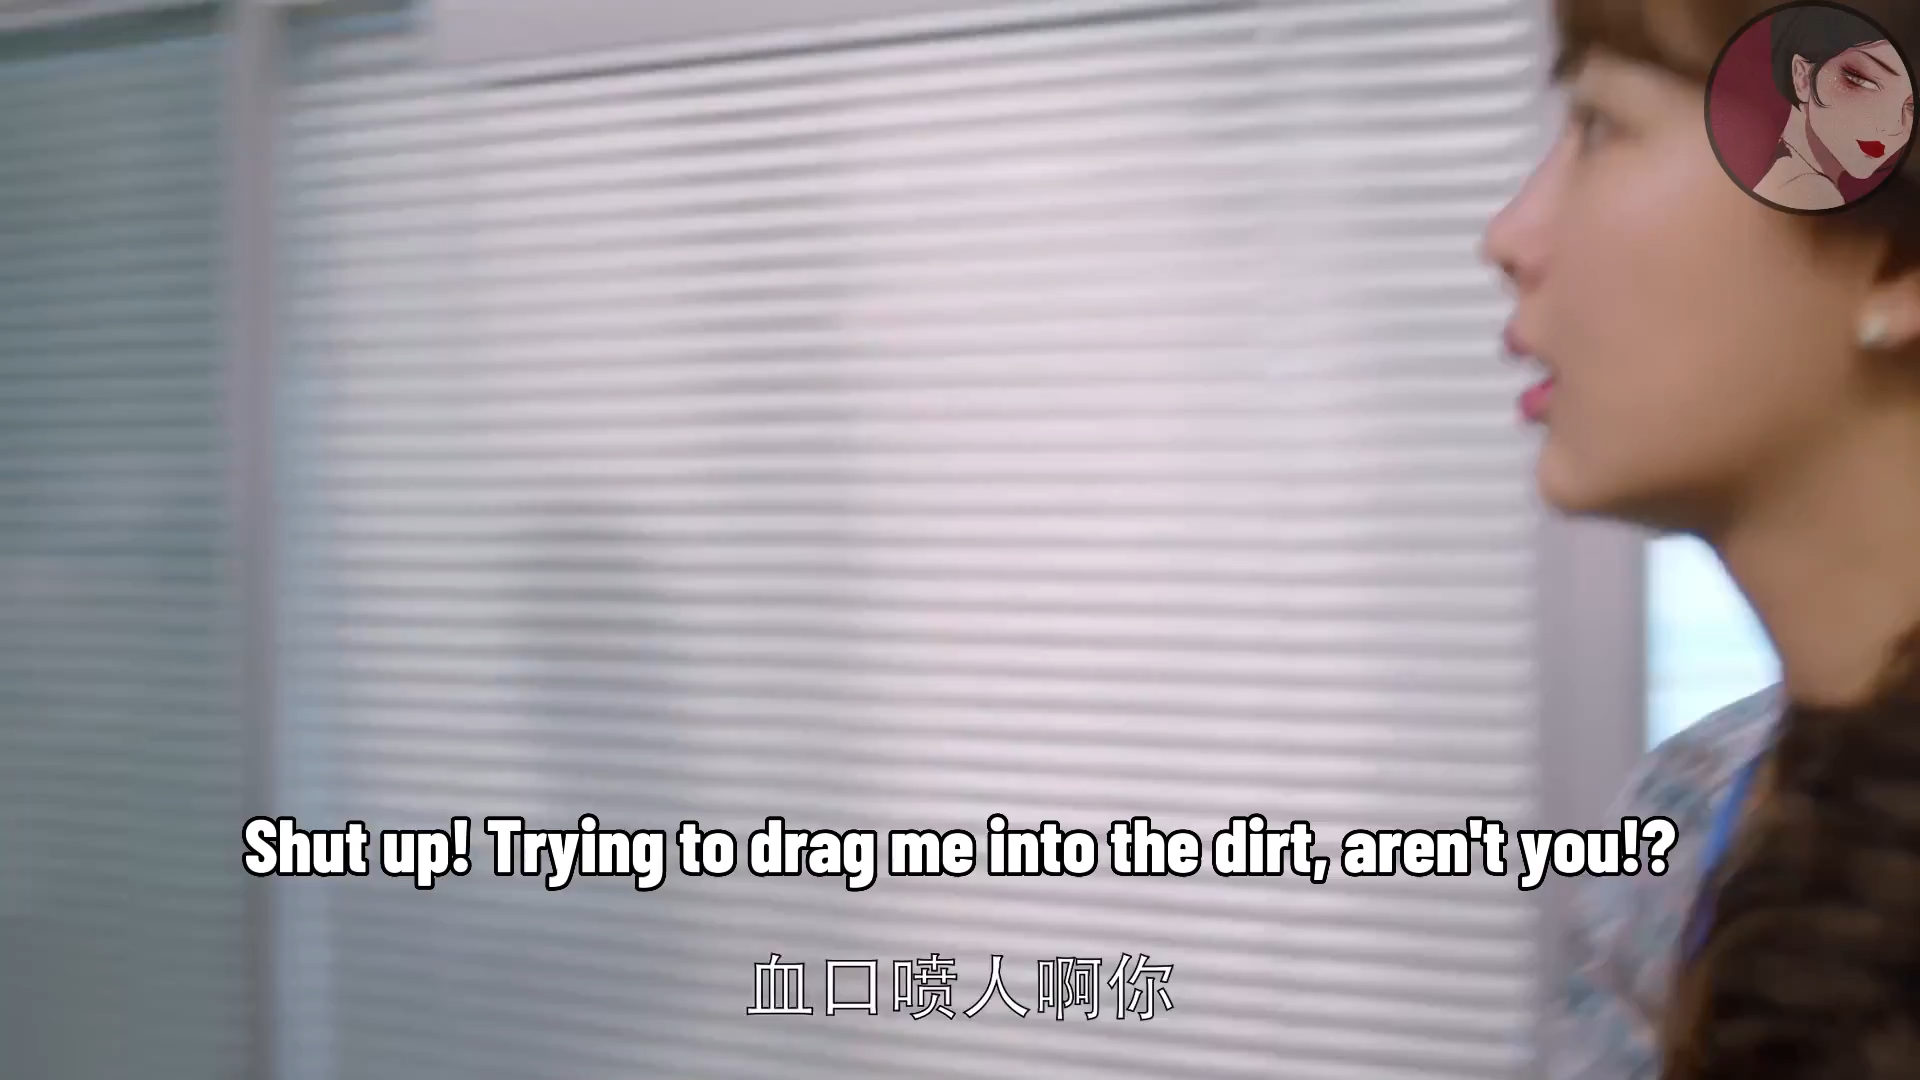 Shut up! Trying to drag me into the dirt, aren't you!?
血口喷人啊你